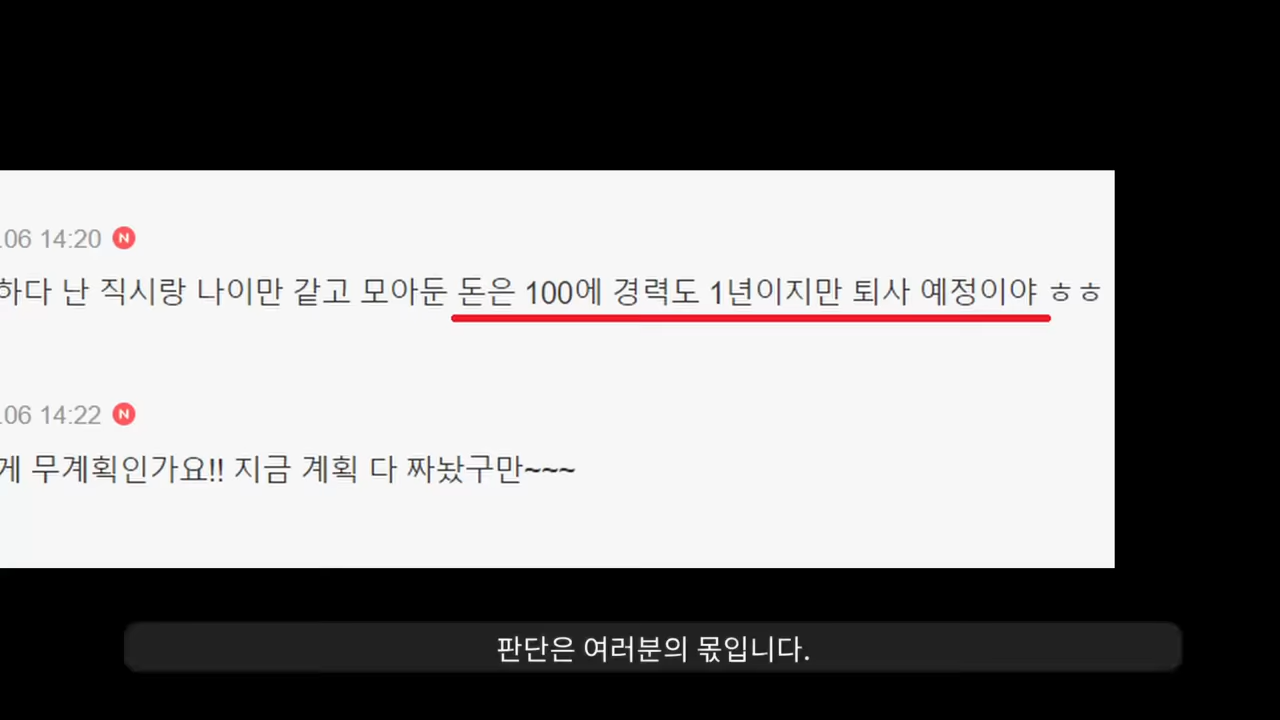 .06 14:20 N
하다 난 직시랑 나이만 같고 모아둔 돈은 100에 경력도 1년이지만 퇴사 예정이야 ㅎㅎ
.06 14:22 N
게 무계획인가요!! 지금 계획 다 짜놨구만~~~
판단은 여러분의 몫입니다.